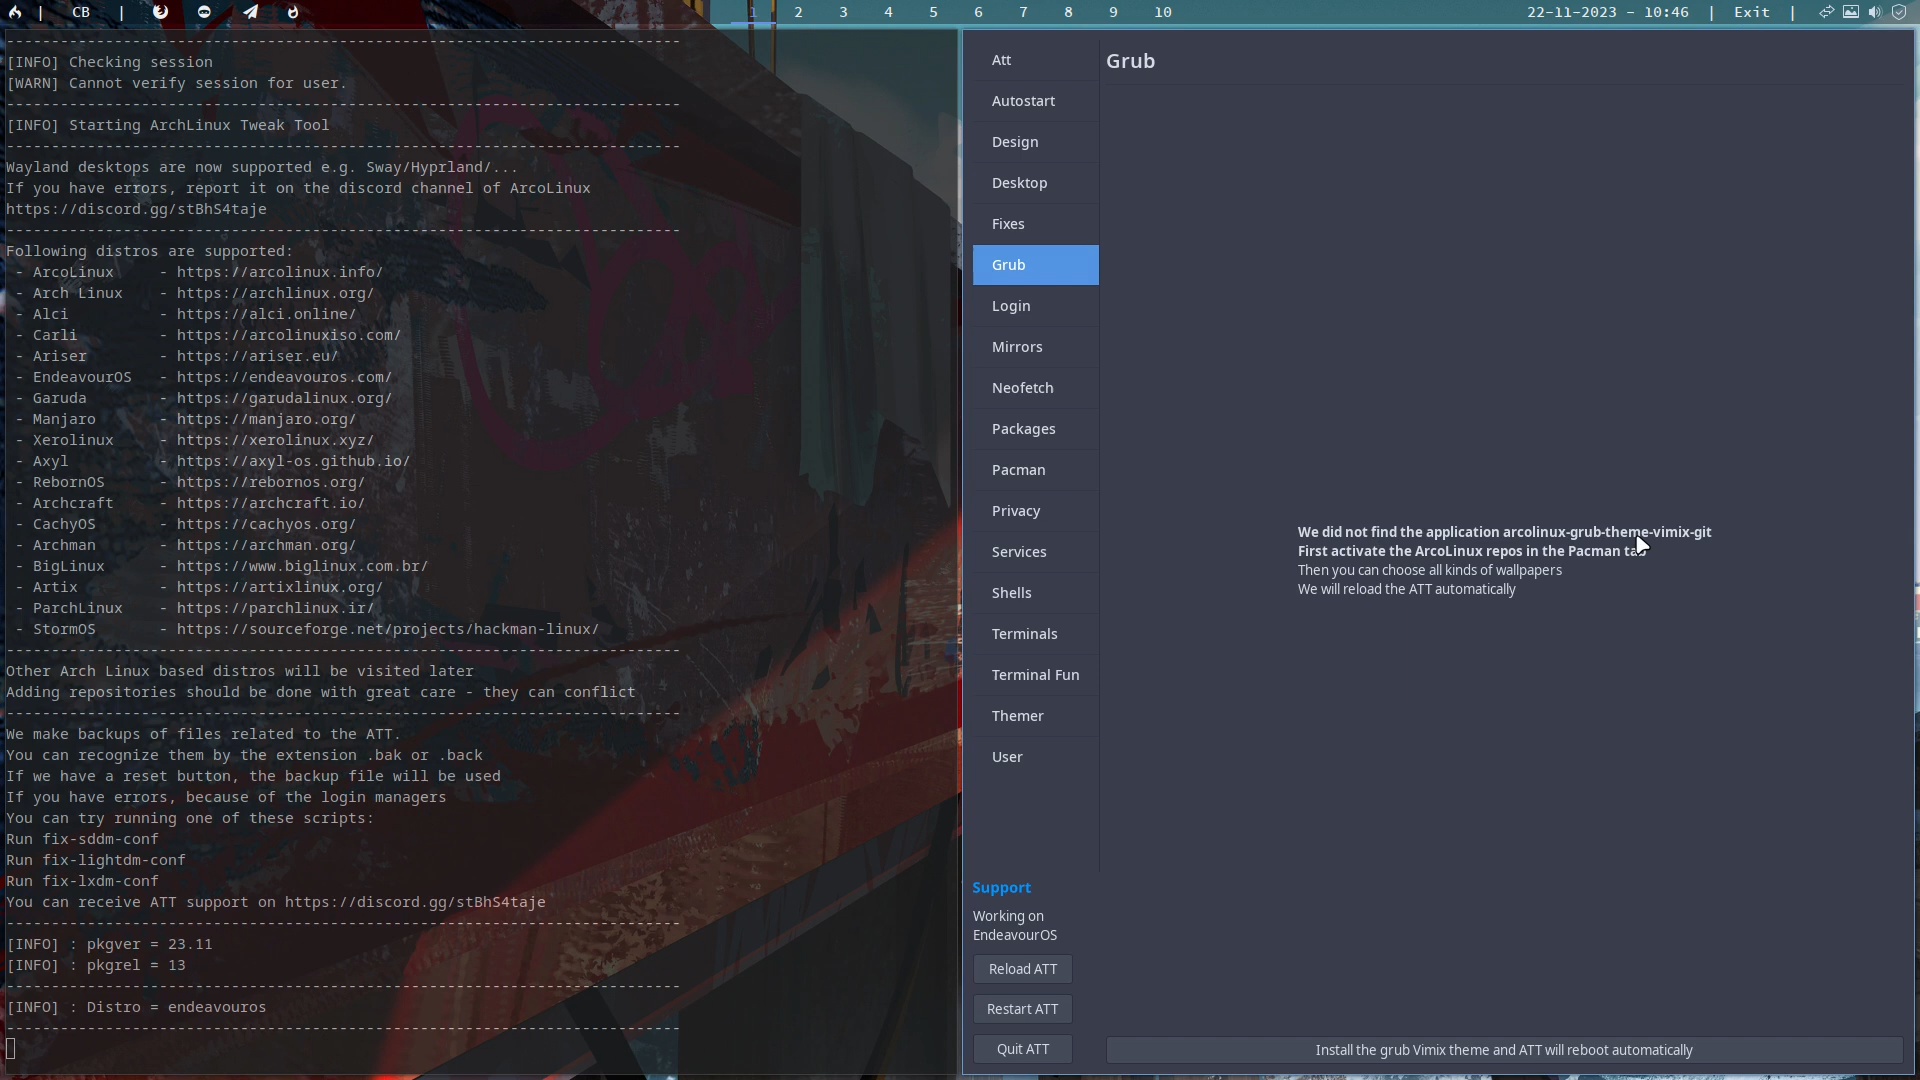 | CB |
1 2 3 4 5 6 7 8 9 10
22-11-2023 - 10:46 | Exit |
---------------------------------------------------------------------------
[INFO] Checking session
[WARN] Cannot verify session for user.
---------------------------------------------------------------------------
[INFO] Starting ArchLinux Tweak Tool
---------------------------------------------------------------------------
Wayland desktops are now supported e.g. Sway/Hyprland/...
If you have errors, report it on the discord channel of ArcoLinux
https://discord.gg/stBhS4taje
---------------------------------------------------------------------------
Following distros are supported:
- ArcoLinux - https://arcolinux.info/
- Arch Linux - https://archlinux.org/
- Alci - https://alci.online/
- Carli - https://arcolinuxiso.com/
- Ariser - https://ariser.eu/
- EndeavourOS - https://endeavouros.com/
- Garuda - https://garudalinux.org/
- Manjaro - https://manjaro.org/
- Xerolinux - https://xerolinux.xyz/
- Axyl - https://axyl-os.github.io/
- RebornOS - https://rebornos.org/
- Archcraft - https://archcraft.io/
- CachyOS - https://cachyos.org/
- Archman - https://archman.org/
- BigLinux - https://www.biglinux.com.br/
- Artix - https://artixlinux.org/
- ParchLinux - https://parchlinux.ir/
- StormOS - https://sourceforge.net/projects/hackman-linux/
---------------------------------------------------------------------------
Other Arch Linux based distros will be visited later
Adding repositories should be done with great care - they can conflict
---------------------------------------------------------------------------
We make backups of files related to the ATT.
You can recognize them by the extension .bak or .back
If we have a reset button, the backup file will be used
If you have errors, because of the login managers
You can try running one of these scripts:
Run fix-sddm-conf
Run fix-lightdm-conf
Run fix-lxdm-conf
You can receive ATT support on https://discord.gg/stBhS4taje
---------------------------------------------------------------------------
[INFO] : pkgver = 23.11
[INFO] : pkgrel = 13
---------------------------------------------------------------------------
[INFO] : Distro = endeavouros
---------------------------------------------------------------------------
Att
Autostart
Design
Desktop
Fixes
Grub
Login
Mirrors
Neofetch
Packages
Pacman
Privacy
Services
Shells
Terminals
Terminal Fun
Themer
User
Support
Working on
EndeavourOS
Reload ATT
Restart ATT
Quit ATT
Grub
We did not find the application arcolinux-grub-theme-vimix-git
First activate the ArcoLinux repos in the Pacman tab
Then you can choose all kinds of wallpapers
We will reload the ATT automatically
Install the grub Vimix theme and ATT will reboot automatically